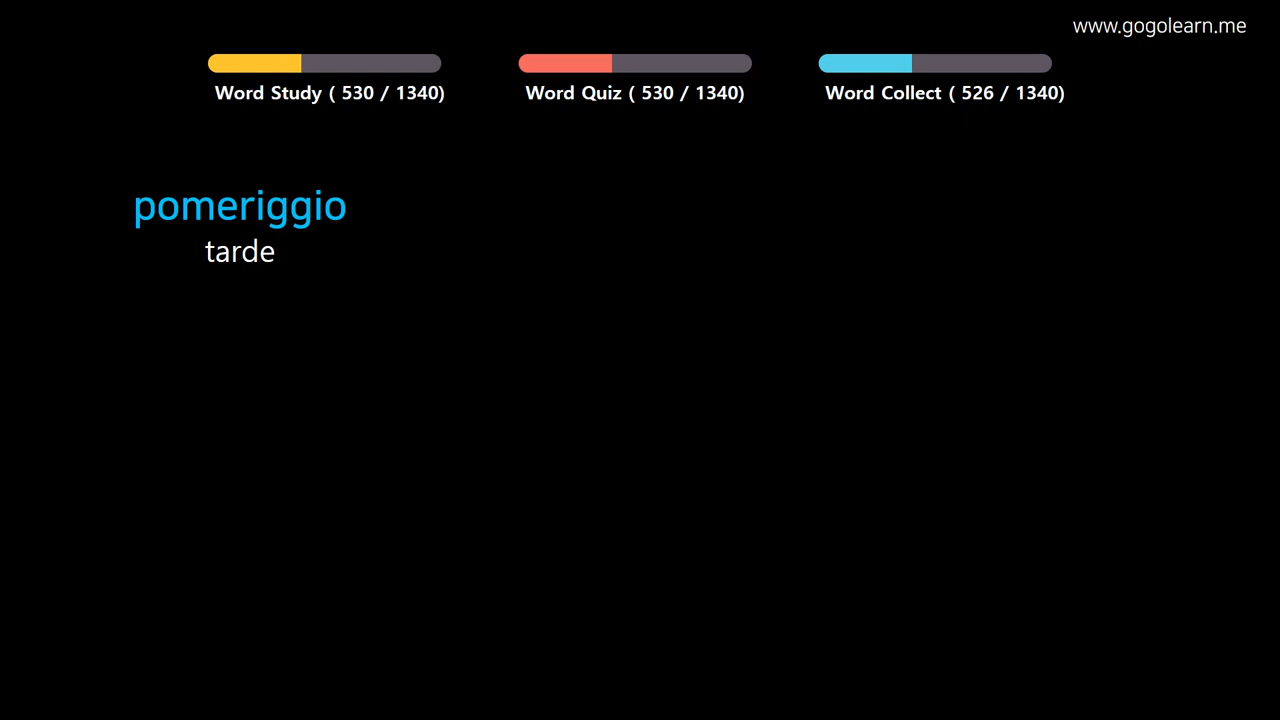 www.gogolearn.me
Word Study ( 530 / 1340)
Word Quiz ( 530 / 1340)
Word Collect ( 526 / 1340)
pomeriggio
tarde